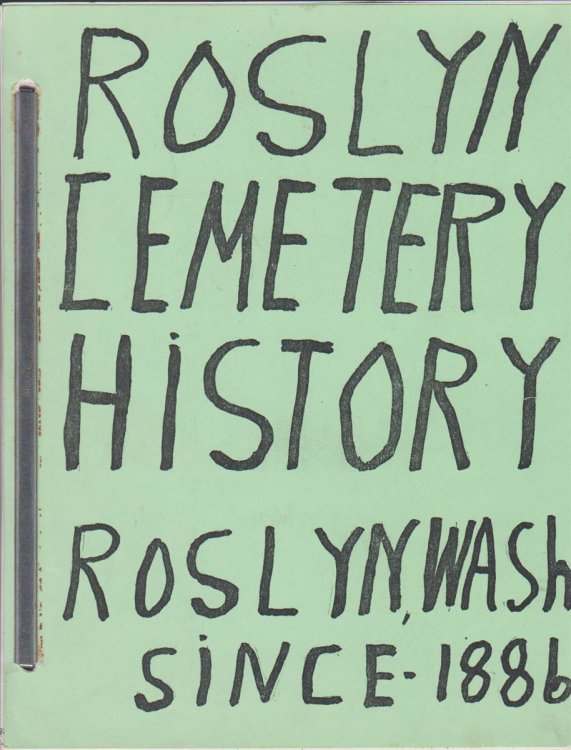 ROSLYN
CEMETERY
HiSTORY
ROSLYN, WASh
SiNCE-1886